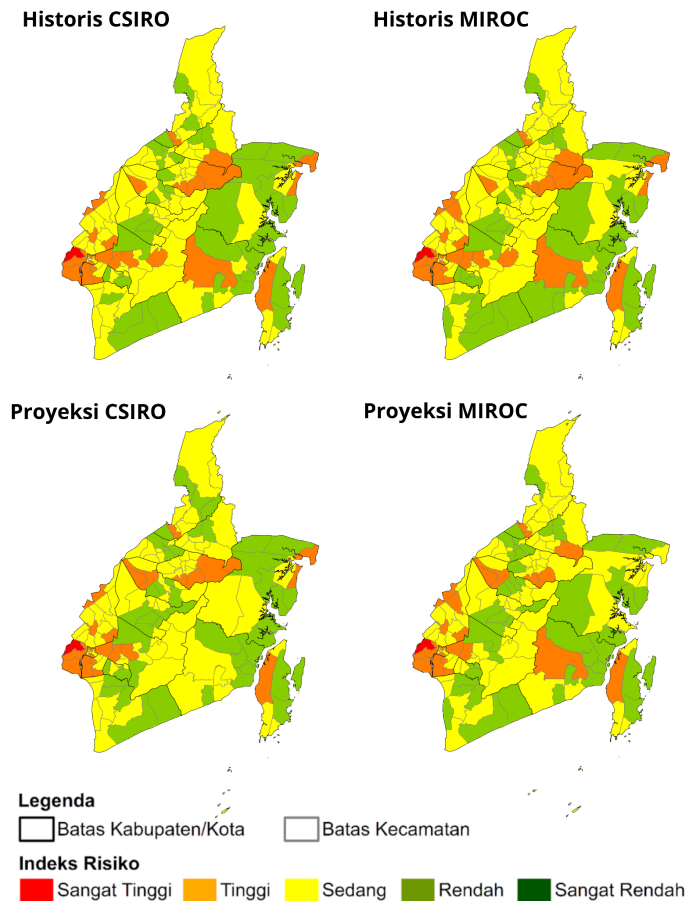 Historis CSIRO
Historis MIROC
Proyeksi CSIRO
Proyeksi MIROC
Legenda
Batas Kabupaten/Kota
Batas Kecamatan
Indeks Risiko
Sangat Tinggi
Tinggi
Sedang
Rendah
Sangat Rendah